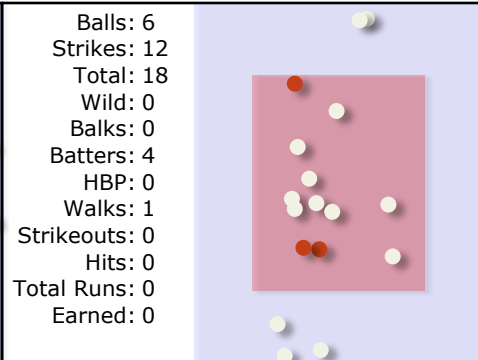 Balls: 6
Strikes: 12
Total: 18
Wild: 0
Balks: 0
Batters: 4
HBP: 0
Walks: 1
Strikeouts: 0
Hits: 0
Total Runs: 0
Earned: 0